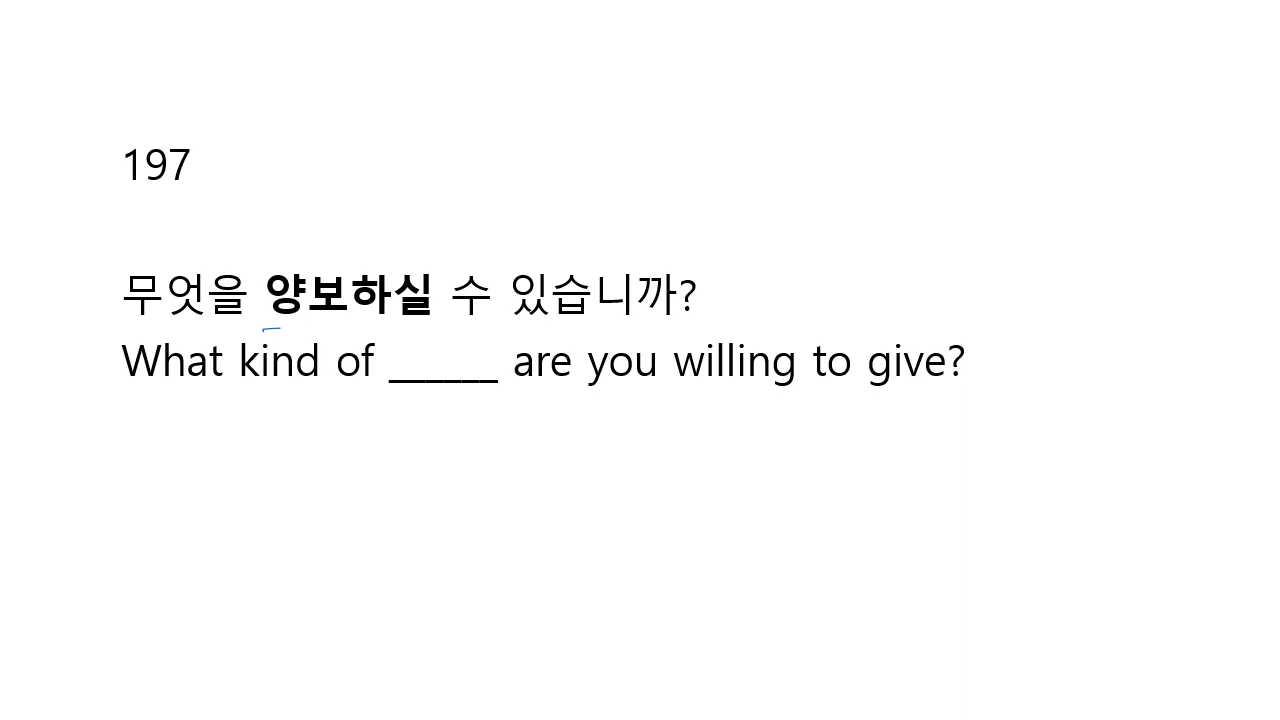 197
무엇을 양보하실 수 있습니까?
What kind of ______ are you willing to give?